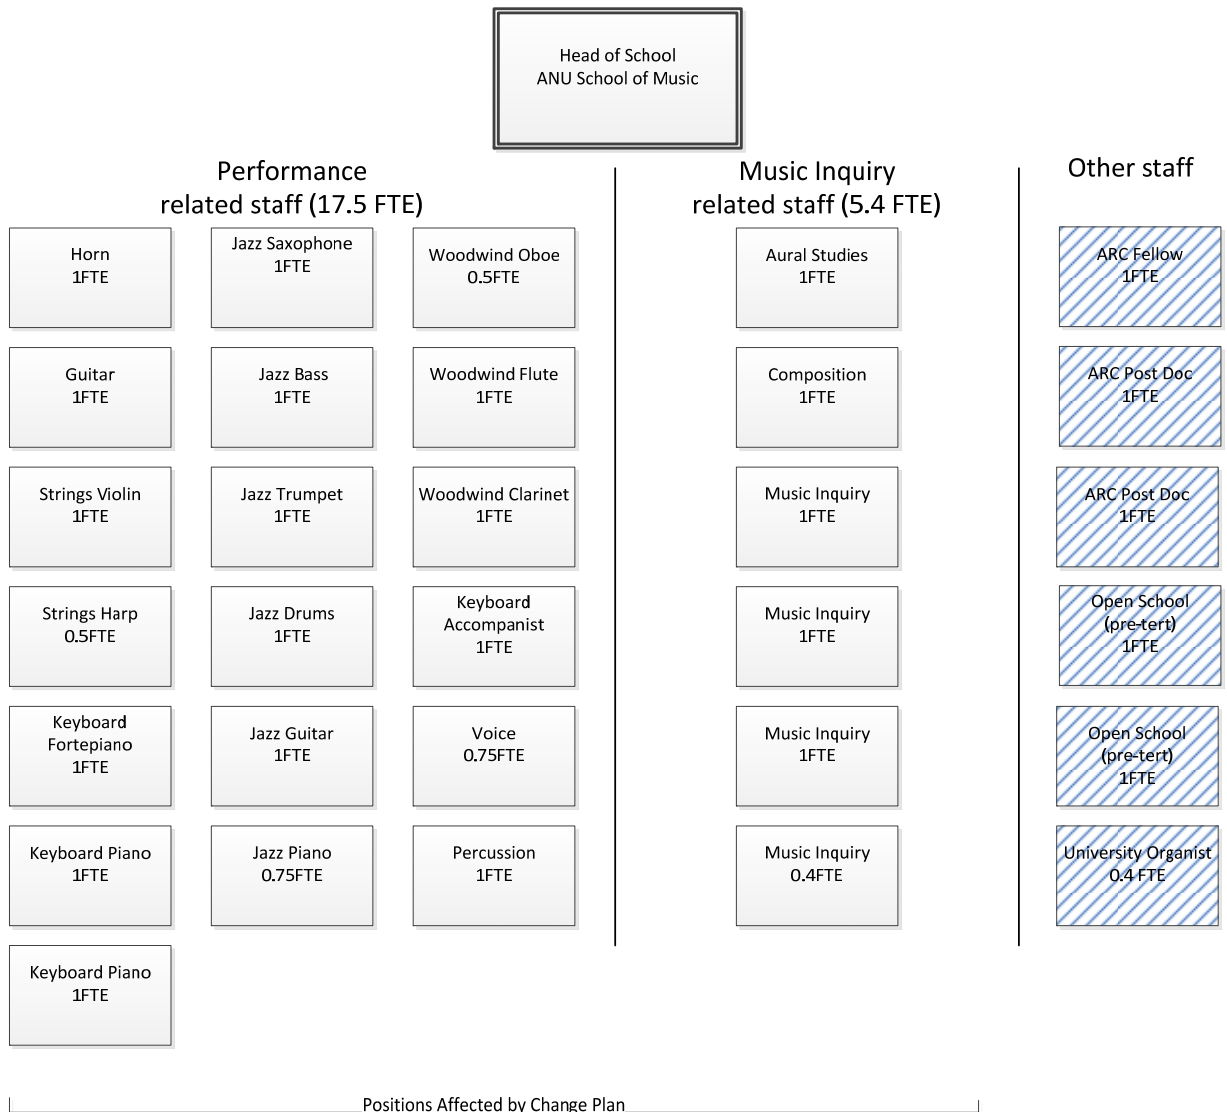 Head of School
ANU School of Music
Performance
related staff (17.5 FTE)
Horn
1FTE
Guitar
1FTE
Strings Violin
1FTE
Strings Harp
0.5FTE
Keyboard
Fortepiano
1FTE
Keyboard Piano
1FTE
Keyboard Piano
1FTE
Jazz Saxophone
1FTE
Jazz Bass
1FTE
Jazz Trumpet
1FTE
Jazz Drums
1FTE
Jazz Guitar
1FTE
Jazz Piano
0.75FTE
Woodwind Oboe
0.5FTE
Woodwind Flute
1FTE
Woodwind Clarinet
1FTE
Keyboard
Accompanist
1FTE
Voice
0.75FTE
Percussion
1FTE
Music Inquiry
related staff (5.4 FTE)
Aural Studies
1FTE
Composition
1FTE
Music Inquiry
1FTE
Music Inquiry
1FTE
Music Inquiry
1FTE
Music Inquiry
0.4FTE
Other staff
ARC Fellow
1FTE
ARC Post Doc
1FTE
ARC Post Doc
1FTE
Open School
(pre-tert)
1FTE
Open School
(pre-tert)
1FTE
University Organist
0.4 FTE
Positions Affected by Change Plan